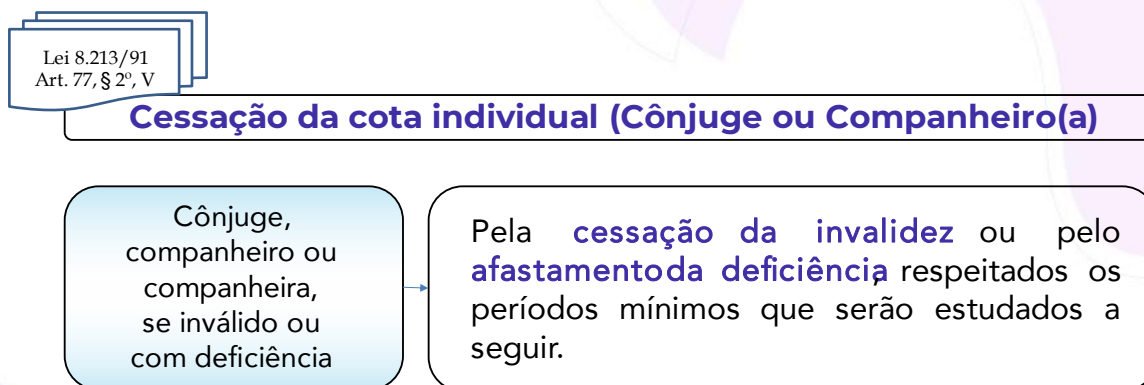 Lei 8.213/91
Art. 77, § 2º, V
Cessação da cota individual (Cônjuge ou Companheiro(a)
Cônjuge,
companheiro ou
companheira,
se inválido ou
com deficiência
Pela cessação da invalidez ou pelo
afastamentoda deficiência, respeitados os
períodos mínimos que serão estudados a
seguir.